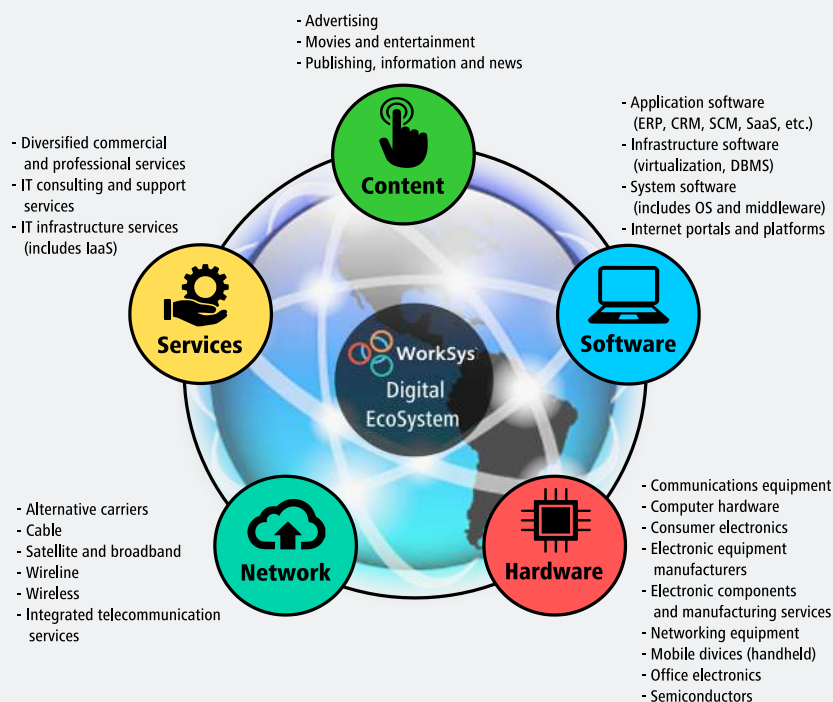 - Advertising
- Movies and entertainment
- Publishing, information and news
Content
- Application software
(ERP, CRM, SCM, SaaS, etc.)
- Infrastructure software
(virtualization, DBMS)
- System software
(includes OS and middleware)
- Internet portals and platforms
Software
- Diversified commercial
and professional services
- IT consulting and support
services
- IT infrastructure services
(includes IaaS)
Services
WorkSys
Digital
EcoSystem
- Alternative carriers
- Cable
- Satellite and broadband
- Wireline
- Wireless
- Integrated telecommunication
services
Network
Hardware
- Communications equipment
- Computer hardware
- Consumer electronics
- Electronic equipment
manufacturers
- Electronic components
and manufacturing services
- Networking equipment
- Mobile divices (handheld)
- Office electronics
- Semiconductors